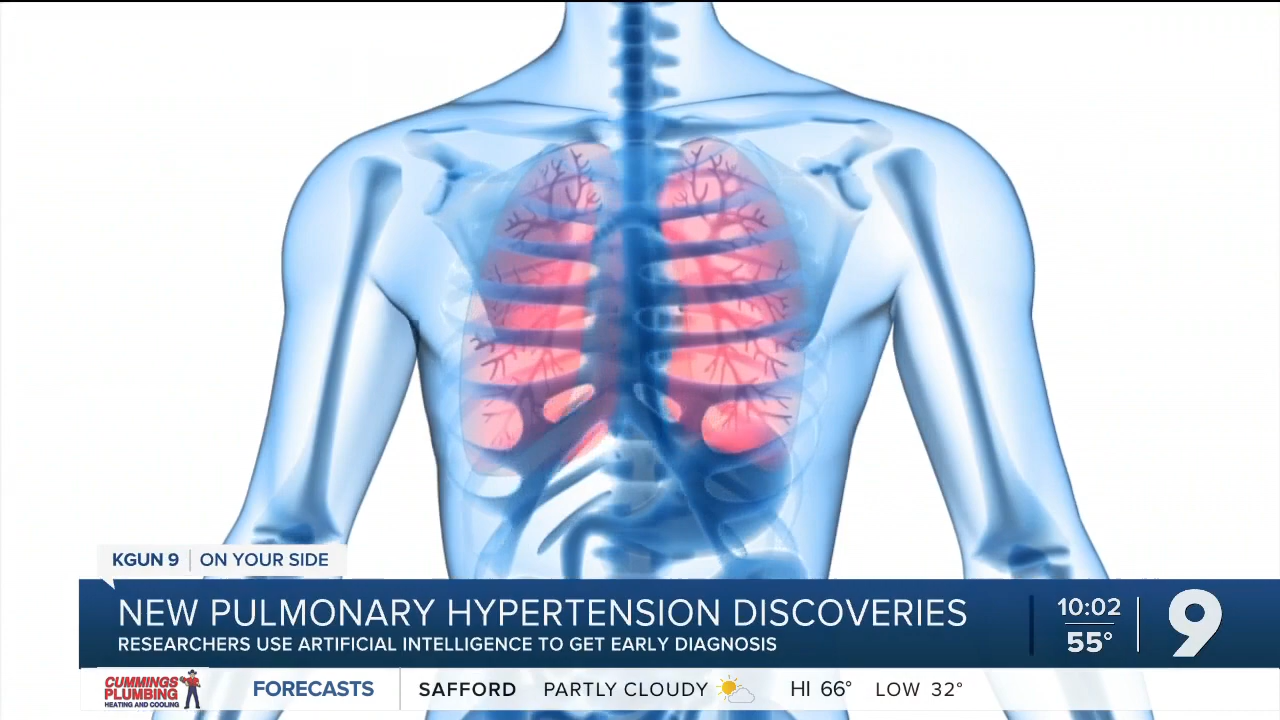 KGUN 9 | ON YOUR SIDE
NEW PULMONARY HYPERTENSION DISCOVERIES
RESEARCHERS USE ARTIFICIAL INTELLIGENCE TO GET EARLY DIAGNOSIS
10:02
55°
9
CUMMINGS
PLUMBING
HEATING AND COOLING
FORECASTS
SAFFORD PARTLY CLOUDY HI 66° LOW 32°